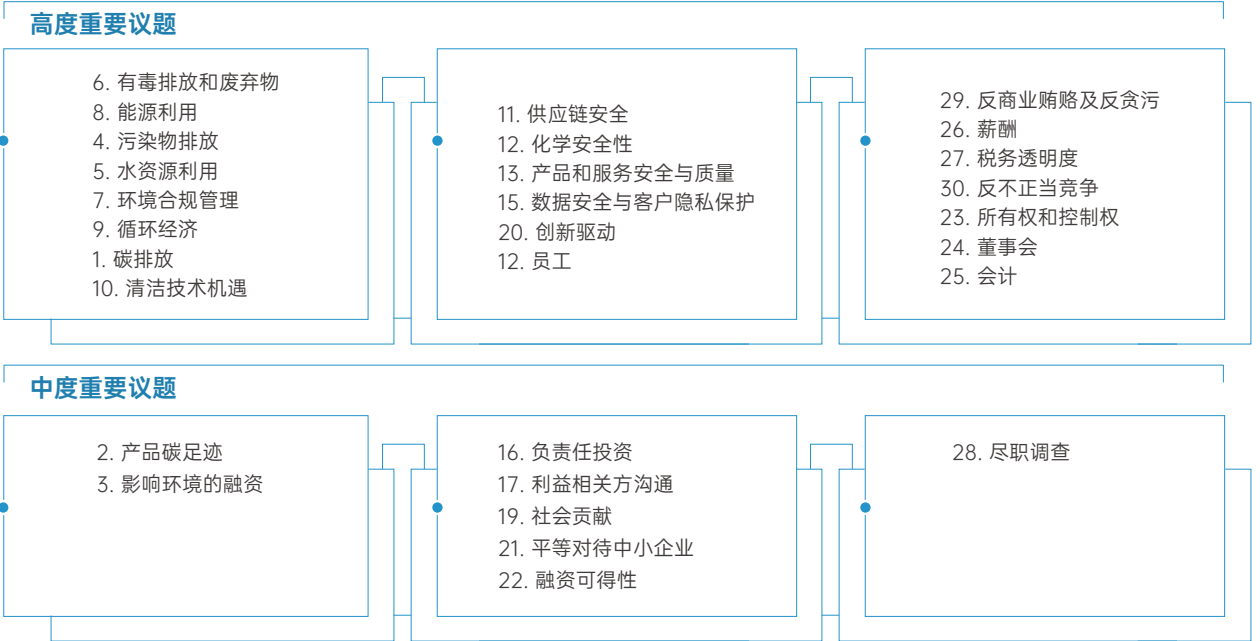 高度重要议题
6. 有毒排放和废弃物
8. 能源利用
4. 污染物排放
5. 水资源利用
7. 环境合规管理
9. 循环经济
1. 碳排放
10. 清洁技术机遇
11. 供应链安全
12. 化学安全性
13. 产品和服务安全与质量
15. 数据安全与客户隐私保护
20. 创新驱动
12. 员工
29. 反商业贿赂及反贪污
26. 薪酬
27. 税务透明度
30. 反不正当竞争
23. 所有权和控制权
24. 董事会
25. 会计
中度重要议题
2. 产品碳足迹
3. 影响环境的融资
16. 负责任投资
17. 利益相关方沟通
19. 社会贡献
21. 平等对待中小企业
22. 融资可得性
28. 尽职调查